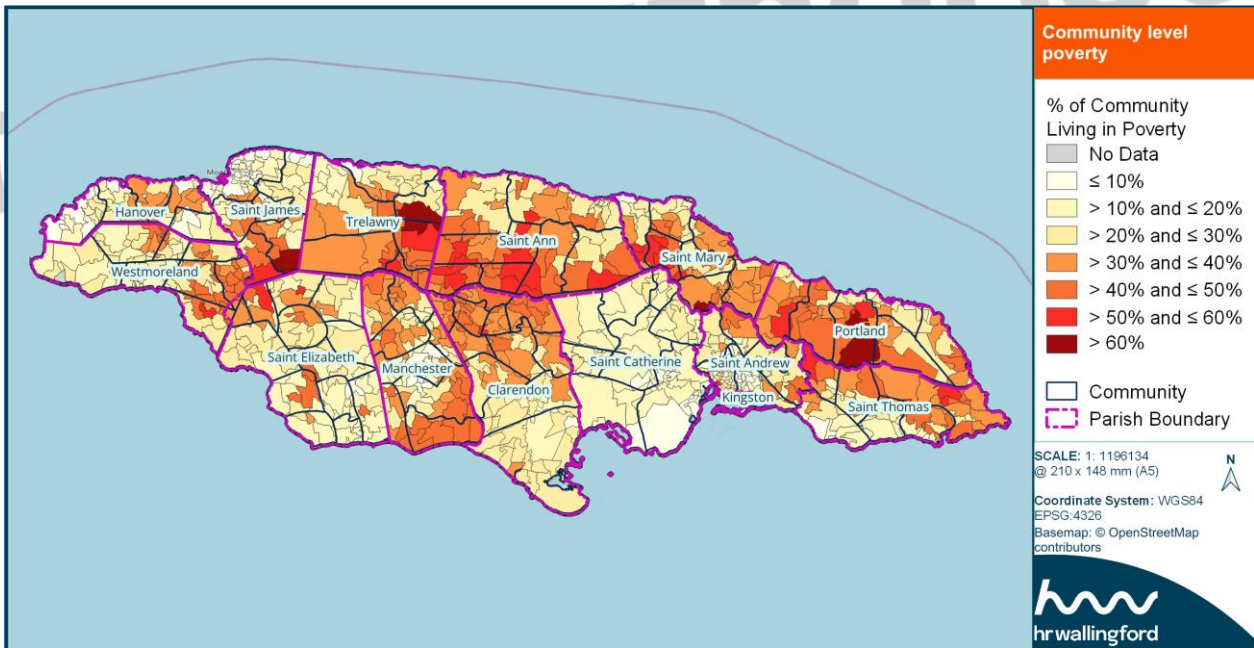 Community level
poverty
% of Community
Living in Poverty
No Data
≤ 10%
> 10% and ≤ 20%
> 20% and ≤ 30%
> 30% and ≤ 40%
> 40% and ≤ 50%
> 50% and ≤ 60%
> 60%
Community
Parish Boundary
SCALE: 1: 1196134
@ 210 x 148 mm (A5)
N
Coordinate System: WGS84
EPSG:4326
Basemap: © OpenStreetMap
contributors
hrwallingford
Hanover
Saint James
Trelawny
Saint Ann
Saint Mary
Westmoreland
Portland
Saint Elizabeth
Manchester
Saint Catherine
Saint Andrew
Clarendon
Kingston
Saint Thomas